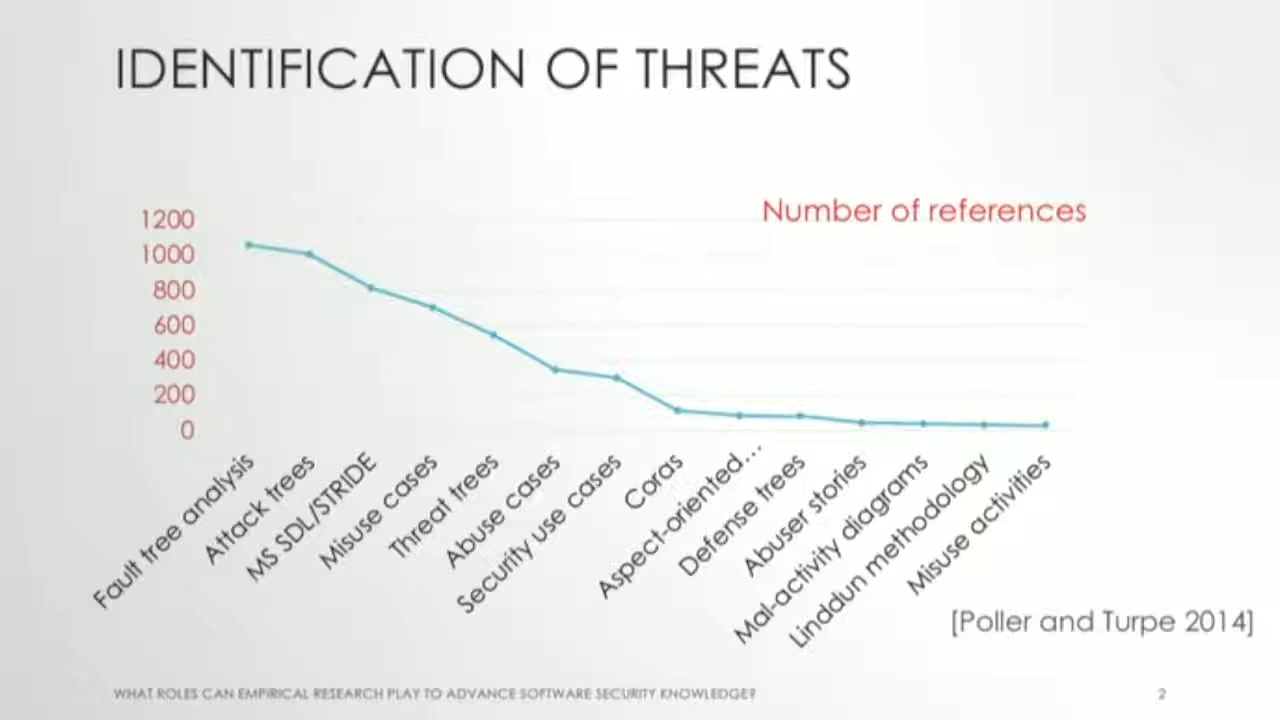 IDENTIFICATION OF THREATS
Number of references
1200
1000
800
600
400
200
0
Fault tree analysis
Attack trees
MS SDL/STRIDE
Misuse cases
Threat trees
Abuse cases
Security use cases
Coras
Aspect-oriented...
Defense trees
Abuser stories
Mal-activity diagrams
Linddun methodology
Misuse activities
[Poller and Turpe 2014]
WHAT ROLES CAN EMPIRICAL RESEARCH PLAY TO ADVANCE SOFTWARE SECURITY KNOWLEDGE?
2